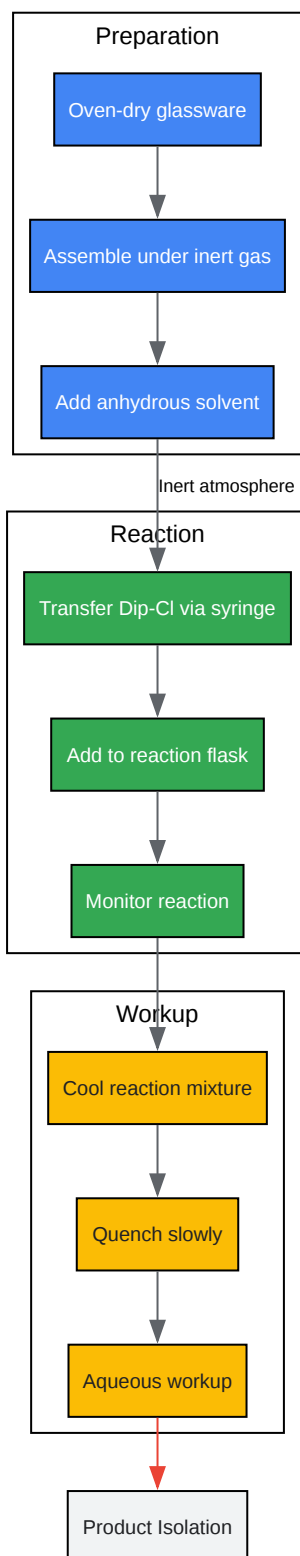 Preparation
Oven-dry glassware
Assemble under inert gas
Add anhydrous solvent
Inert atmosphere
Reaction
Transfer Dip-Cl via syringe
Add to reaction flask
Monitor reaction
Workup
Cool reaction mixture
Quench slowly
Aqueous workup
Product Isolation